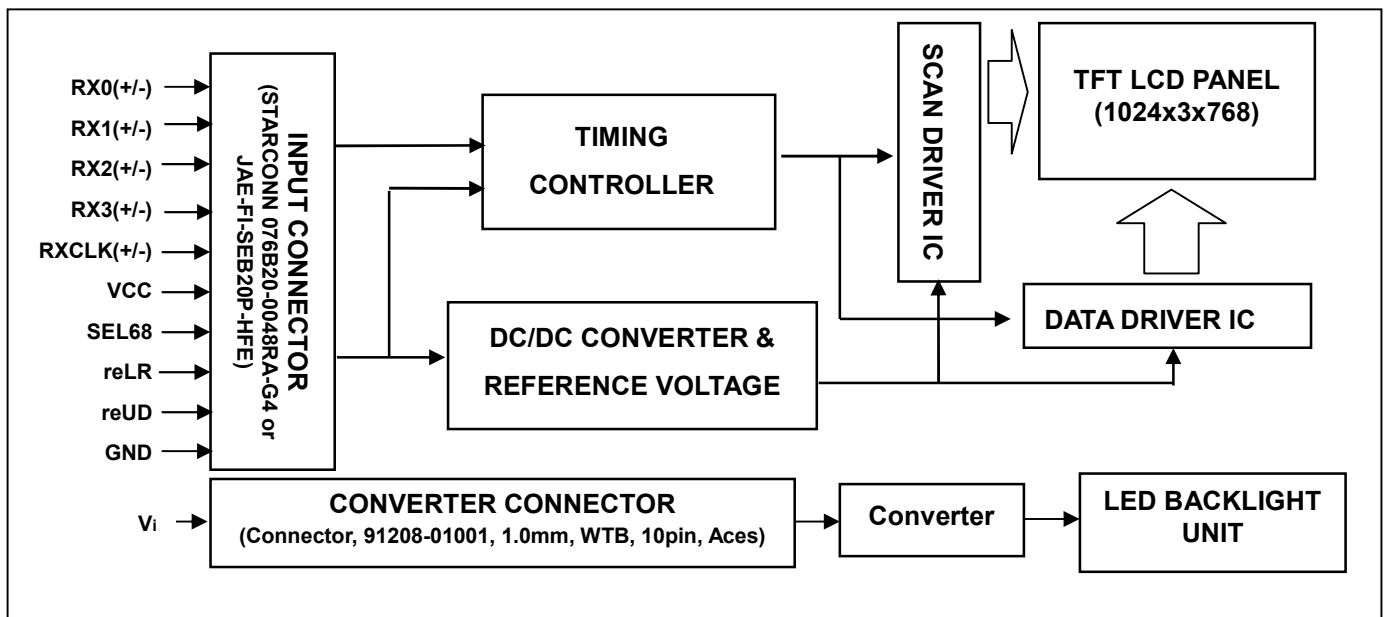 RX0(+/-)
RX1(+/-)
RX2(+/-)
RX3(+/-)
RXCLK(+/-)
VCC
SEL68
reLR
reUD
GND
INPUT CONNECTOR
(STARCONN 076B20-0048RA-G4 or
JAE-FI-SEB20P-HFE)
TIMING
CONTROLLER
DC/DC CONVERTER &
REFERENCE VOLTAGE
SCAN DRIVER IC
TFT LCD PANEL
(1024x3x768)
DATA DRIVER IC
Vi
CONVERTER CONNECTOR
(Connector, 91208-01001, 1.0mm, WTB, 10pin, Aces)
Converter
LED BACKLIGHT
UNIT